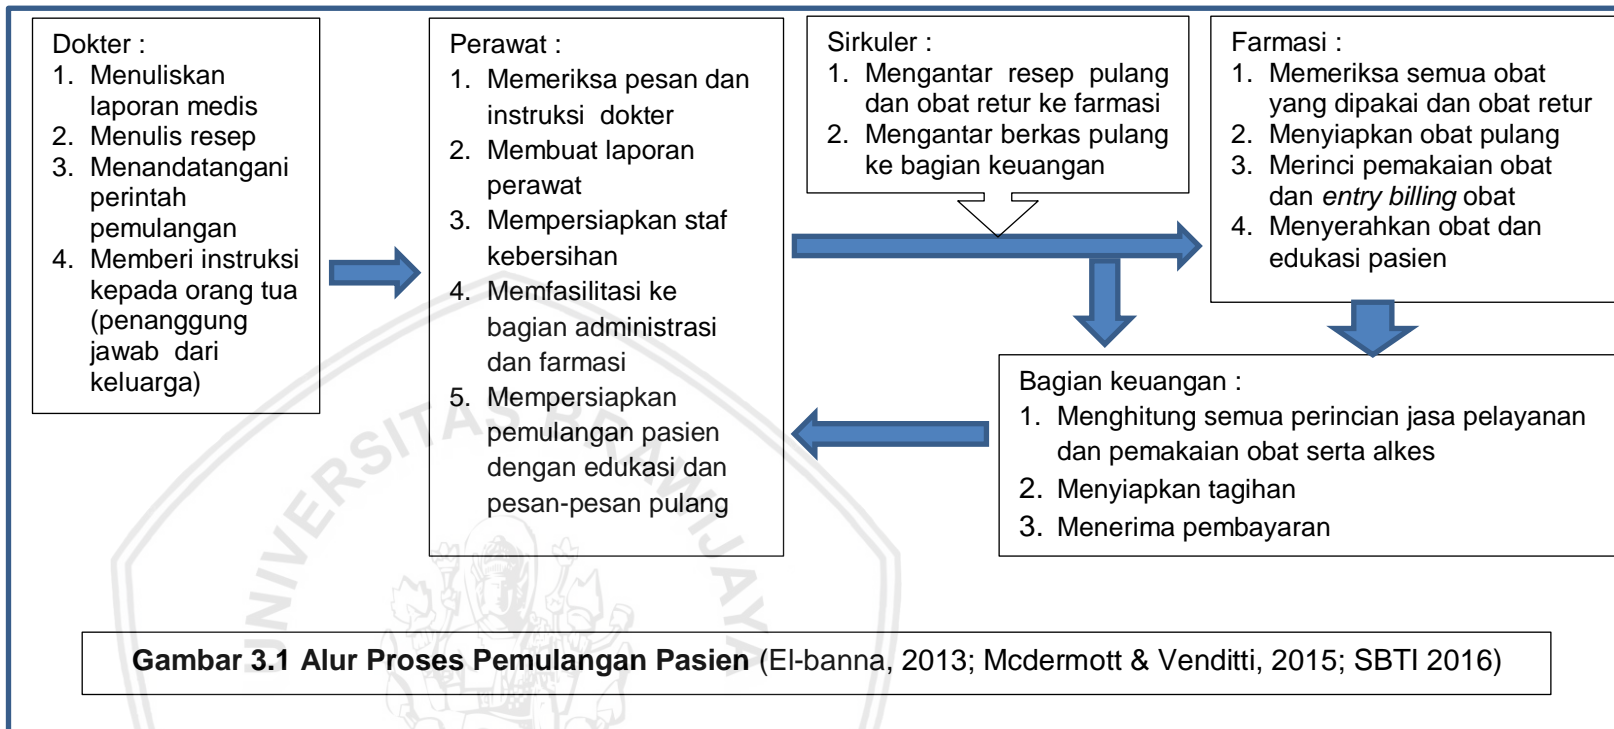 Dokter :
1. Menuliskan
laporan medis
2. Menulis resep
3. Menandatangani
perintah
pemulangan
4. Memberi instruksi
kepada orang tua
(penanggung
jawab dari
keluarga)
Perawat :
1. Memeriksa pesan dan
instruksi dokter
2. Membuat laporan
perawat
3. Mempersiapkan staf
kebersihan
4. Memfasilitasi ke
bagian administrasi
dan farmasi
5. Mempersiapkan
pemulangan pasien
dengan edukasi dan
pesan-pesan pulang
Sirkuler :
1. Mengantar resep pulang
dan obat retur ke farmasi
2. Mengantar berkas pulang
ke bagian keuangan
Farmasi :
1. Memeriksa semua obat
yang dipakai dan obat retur
2. Menyiapkan obat pulang
3. Merinci pemakaian obat
dan entry billing obat
4. Menyerahkan obat dan
edukasi pasien
Bagian keuangan :
1. Menghitung semua perincian jasa pelayanan
dan pemakaian obat serta alkes
2. Menyiapkan tagihan
3. Menerima pembayaran
UNIVERSITAS BRAWIJAYA
Gambar 3.1 Alur Proses Pemulangan Pasien (El-banna, 2013; Mcdermott & Venditti, 2015; SBTI 2016)